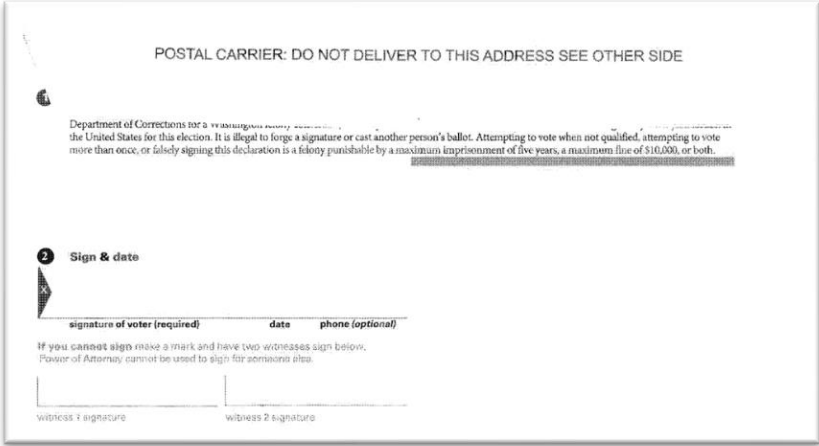 POSTAL CARRIER: DO NOT DELIVER TO THIS ADDRESS SEE OTHER SIDE
Department of Corrections for a Washington felony
the United States for this election. It is illegal to forge a signature or cast another person's ballot. Attempting to vote when not qualified, attempting to vote
more than once, or falsely signing this declaration is a felony punishable by a maximum imprisonment of five years, a maximum fine of $10,000, or both.
2 Sign & date
X
signature of voter (required) date phone (optional)
If you cannot sign make a mark and have two witnesses sign below.
Power of Attorney cannot be used to sign for someone else.
witness 1 signature witness 2 signature